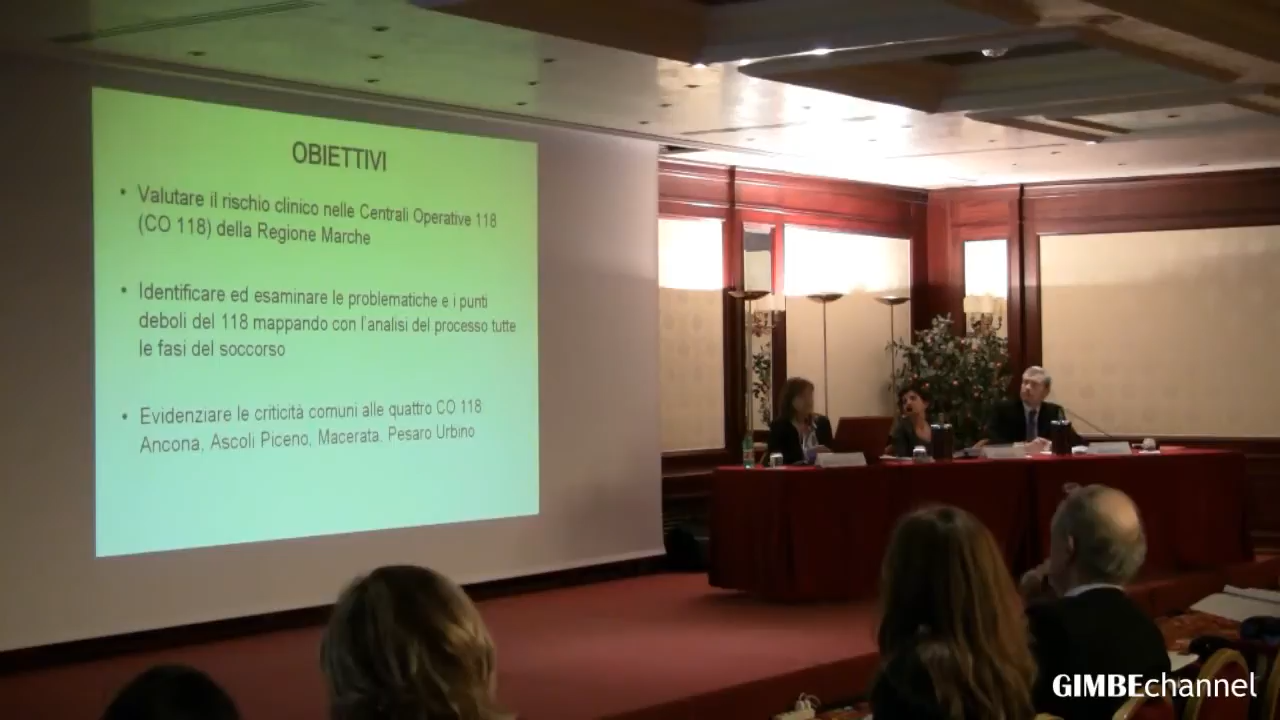 OBIETTIVI
• Valutare il rischio clinico nelle Centrali Operative 118
(CO 118) della Regione Marche
• Identificare ed esaminare le problematiche e i punti
deboli del 118 mappando con l'analisi del processo tutte
le fasi del soccorso
• Evidenziare le criticità comuni alle quattro CO 118
Ancona, Ascoli Piceno, Macerata, Pesaro Urbino
GIMBEchannel